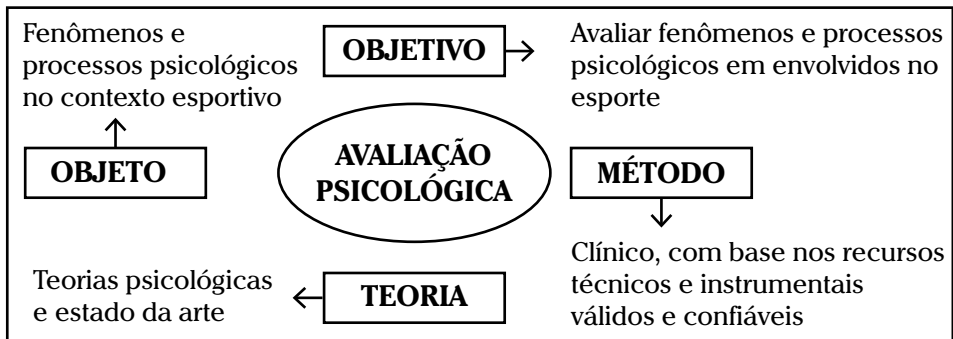 Fenômenos e
processos psicológicos
no contexto esportivo
OBJETIVO
Avaliar fenômenos e processos
psicológicos em envolvidos no
esporte
OBJETO
AVALIAÇÃO
PSICOLÓGICA
MÉTODO
Clínico, com base nos recursos
técnicos e instrumentais
válidos e confiáveis
Teorias psicológicas
e estado da arte
TEORIA